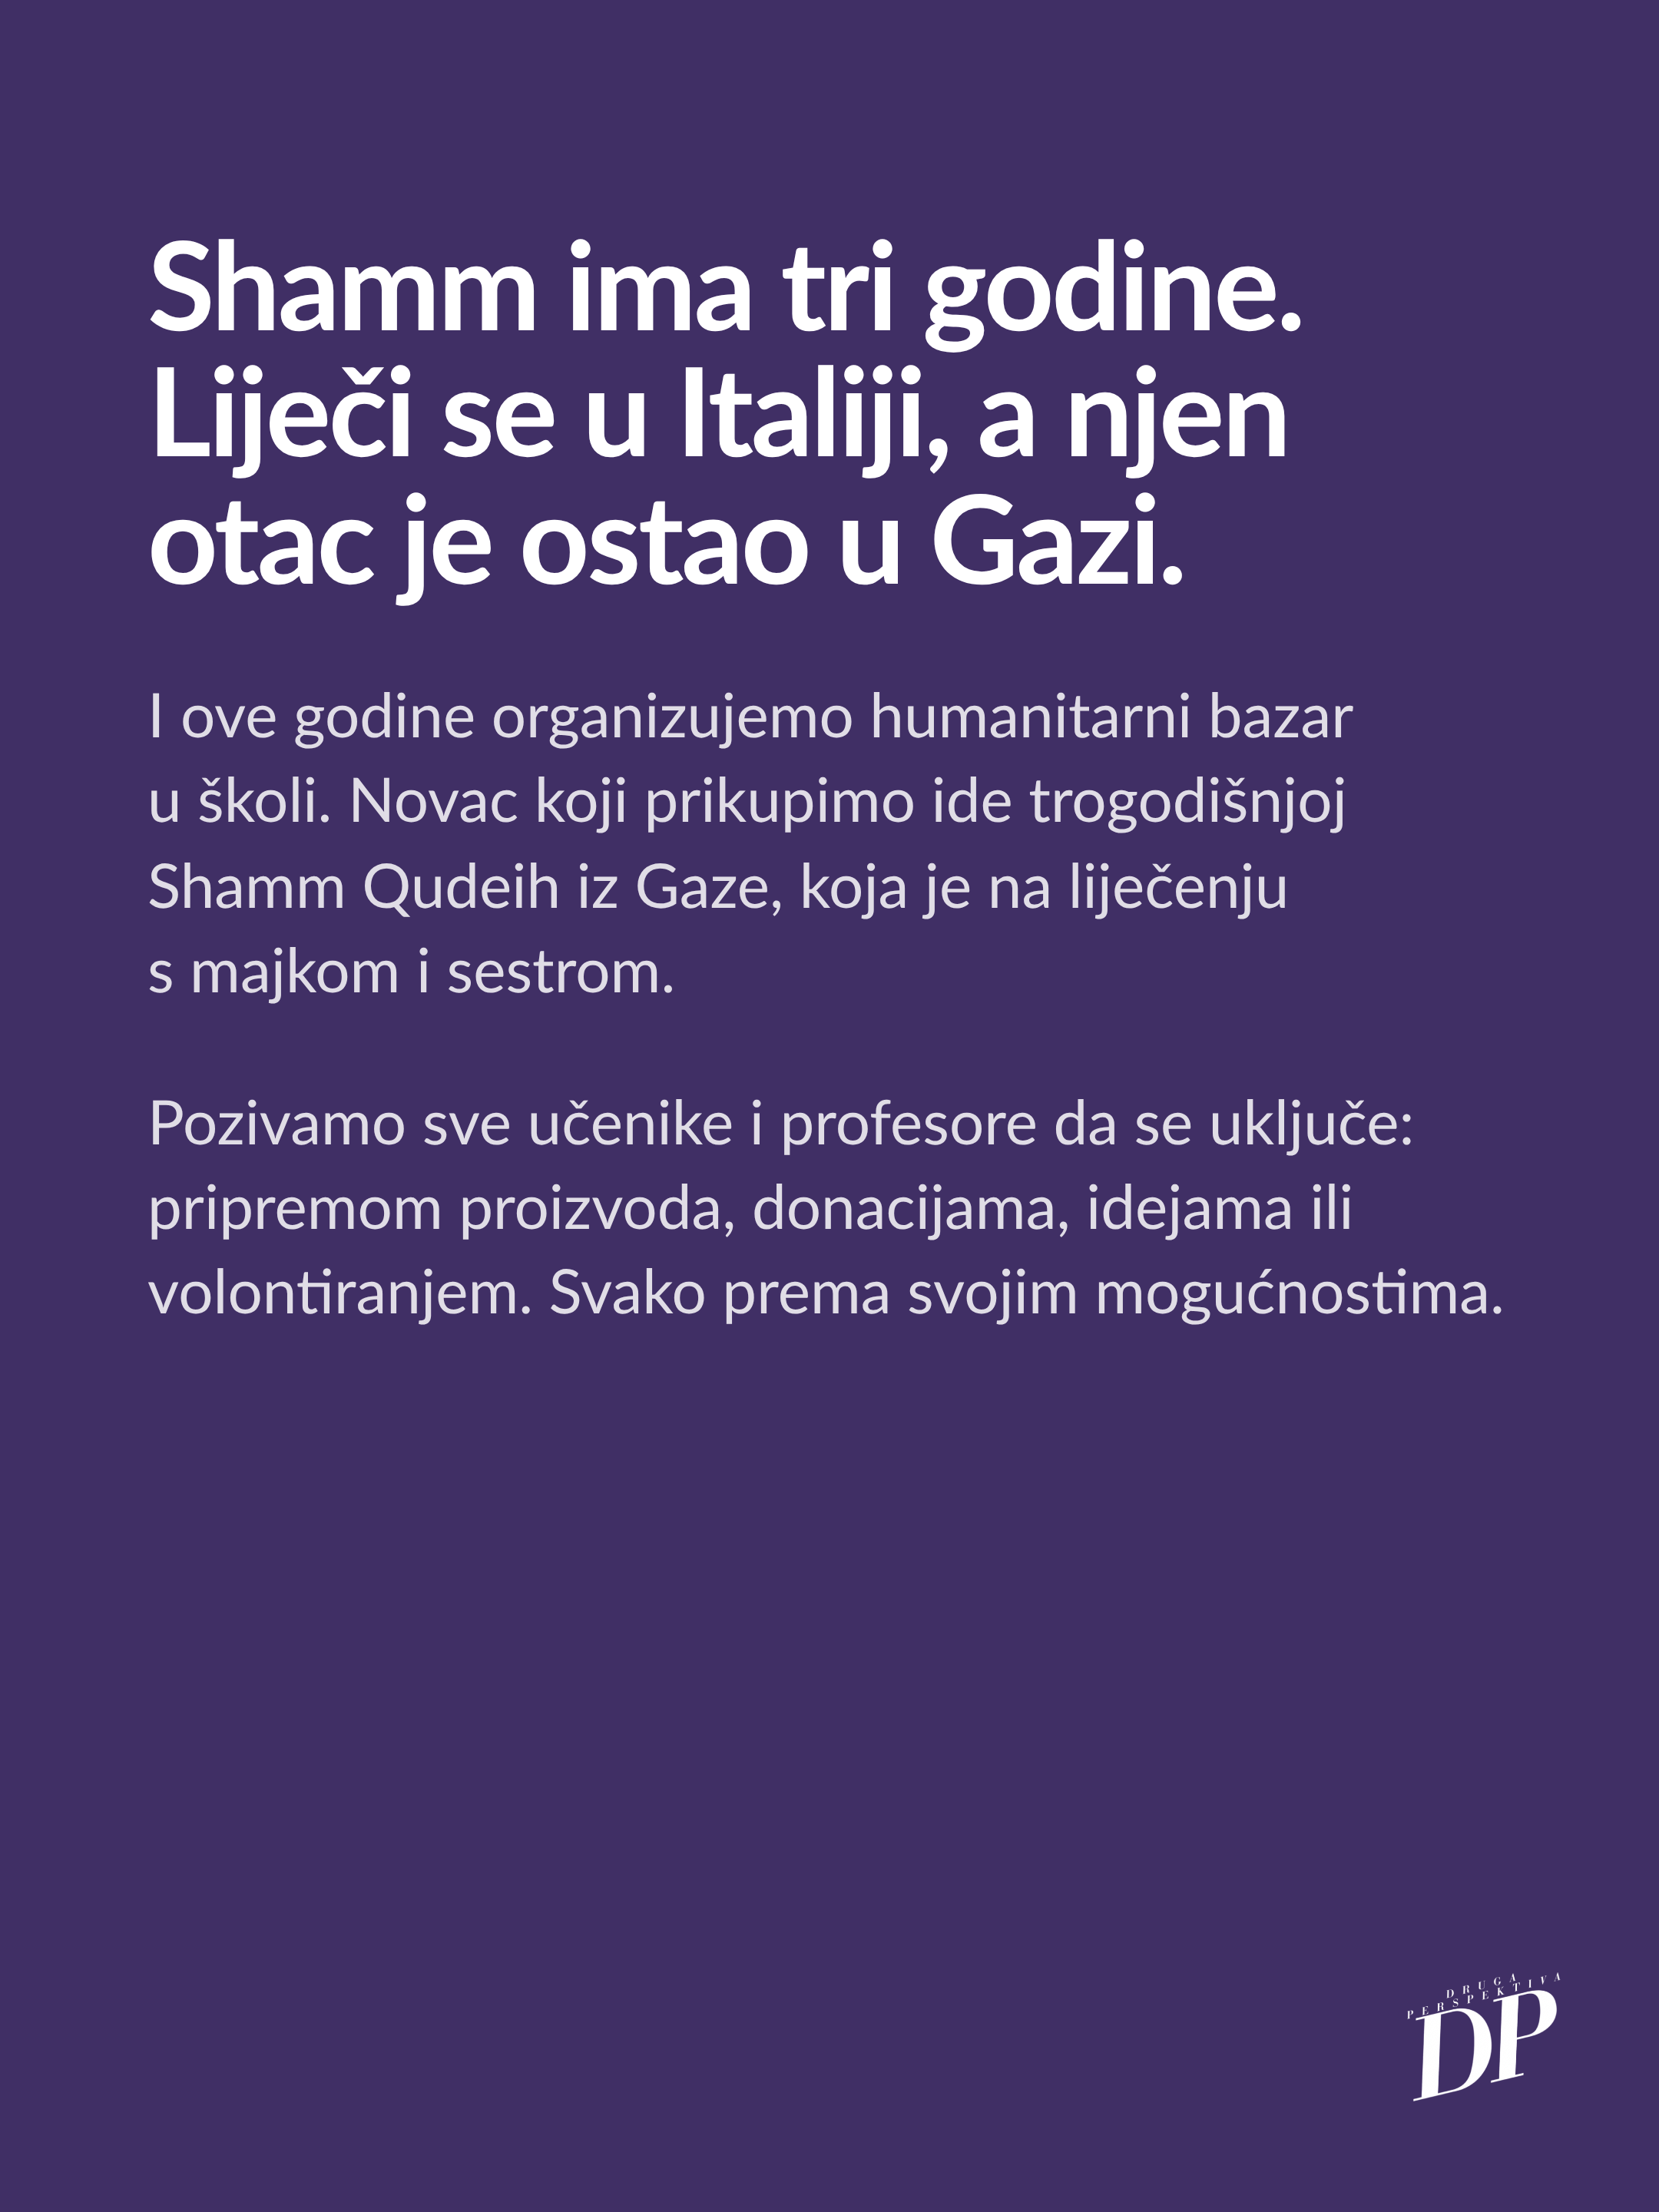 Shamm ima tri godine.
Liječi se u Italiji, a njen
otac je ostao u Gazi.
I ove godine organizujemo humanitarni bazar
u školi. Novac koji prikupimo ide trogodišnjoj
Shamm Qudeih iz Gaze, koja je na liječenju
s majkom i sestrom.
Pozivamo sve učenike i profesore da se uključe:
pripremom proizvoda, donacijama, idejama ili
volontiranjem. Svako prema svojim mogućnostima.
DRUGA
PERSPEKTIVA
DP